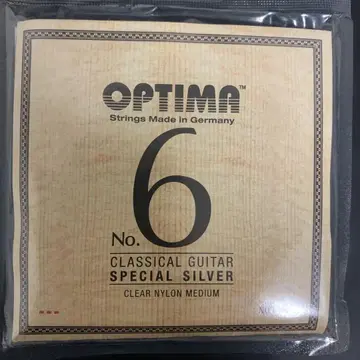 OPTIMA™
Strings Made in Germany
No. 6
CLASSICAL GUITAR
SPECIAL SILVER
CLEAR NYLON MEDIUM